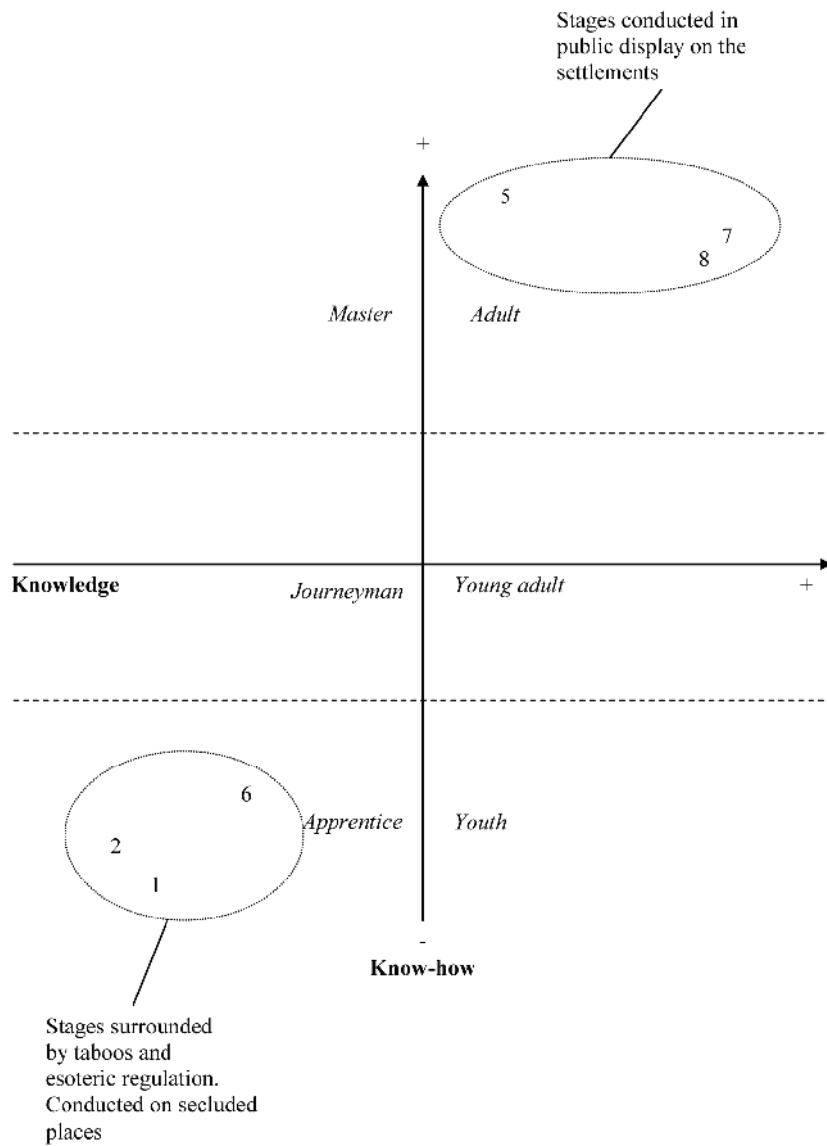 Stages conducted in
public display on the
settlements
+
5
7
8
Master Adult
Knowledge Journeyman Young adult +
6
2 Apprentice Youth
1
-
Know-how
Stages surrounded
by taboos and
esoteric regulation.
Conducted on secluded
places